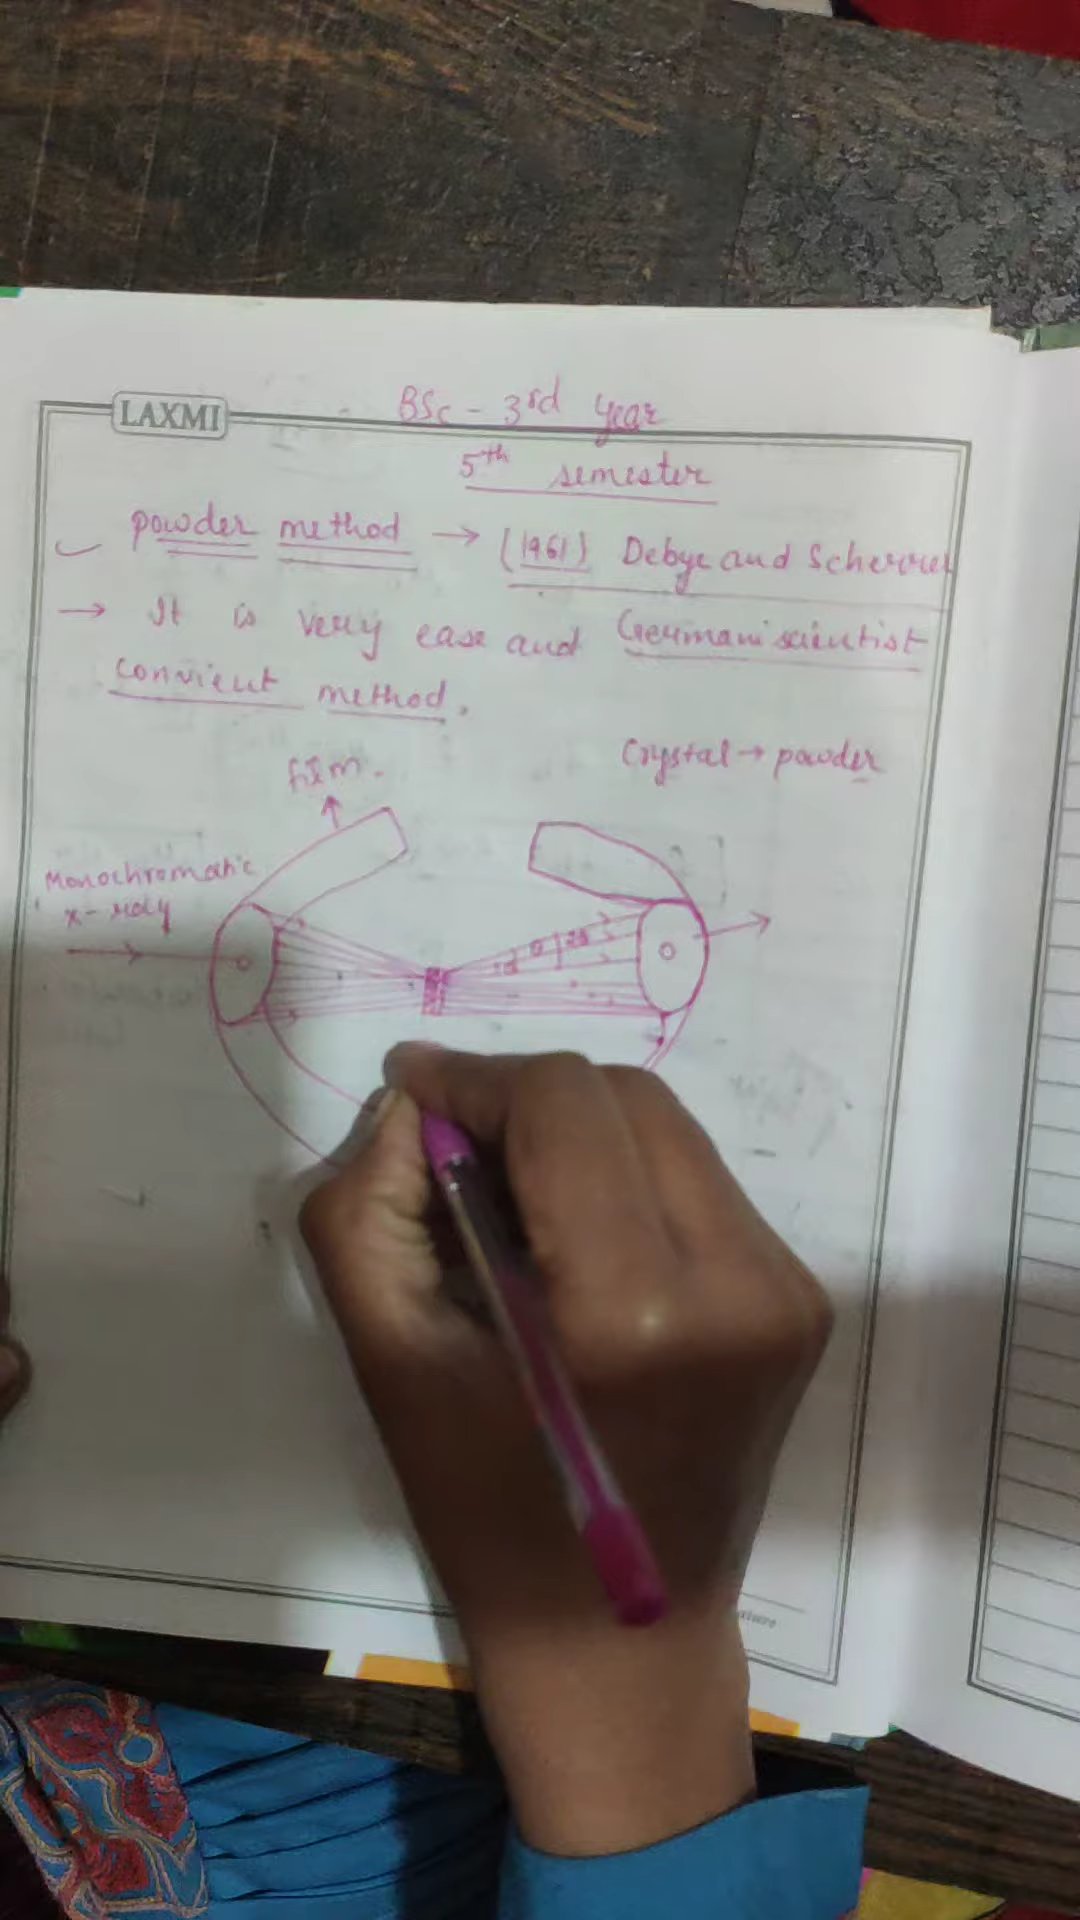 LAXMI
BSc - 3rd Year
5th semester
powder method → (1961) Debye and Scherrer
→ It is very ease and Germani scientist
convient method.
Crystal → powder
film.
Monochromatic
x-ray